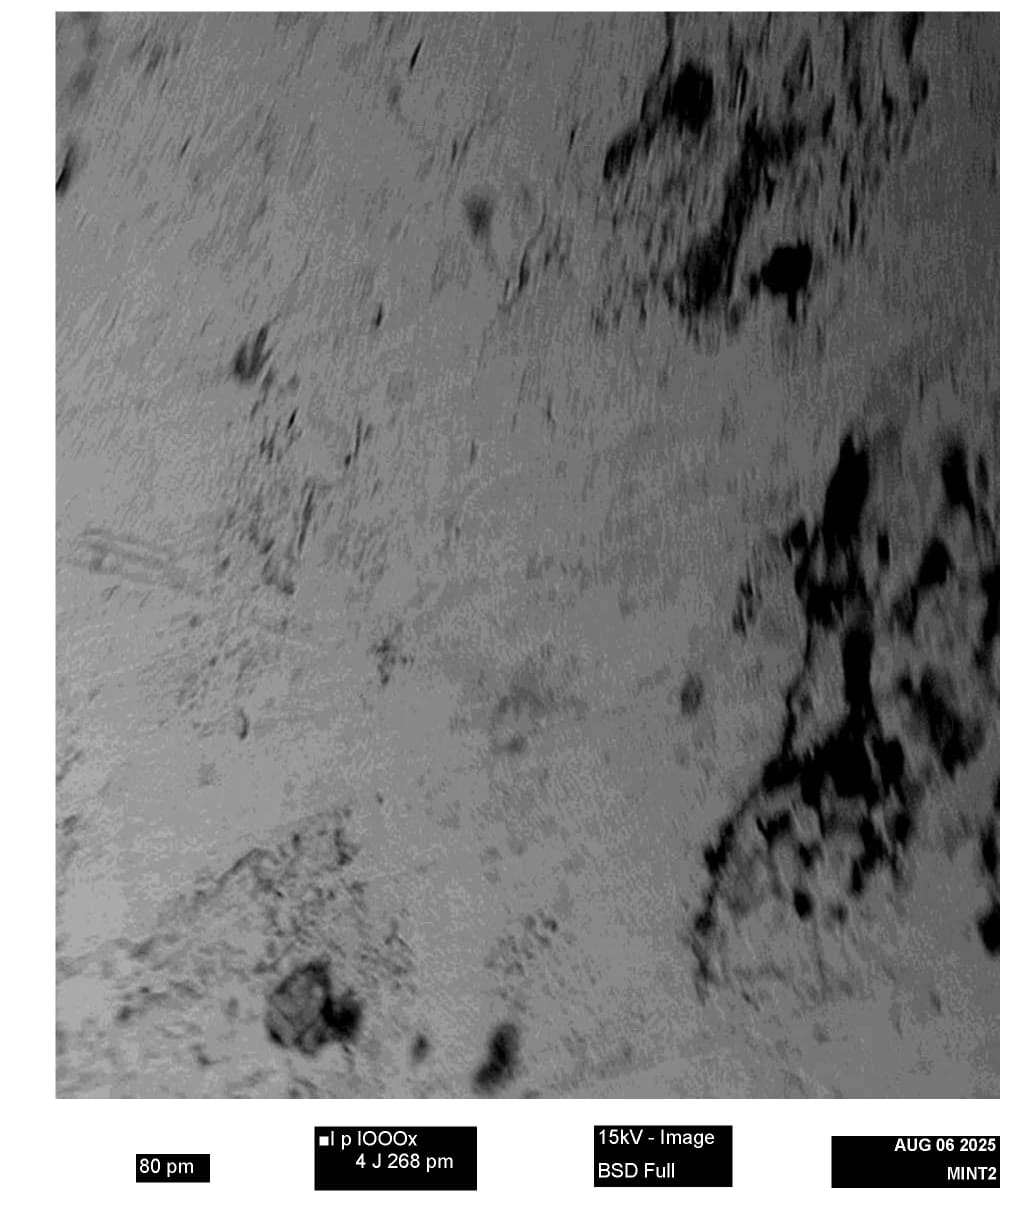 80 pm
■I p IOOOx
4 J 268 pm
15kV - Image
BSD Full
AUG 06 2025
MINT2